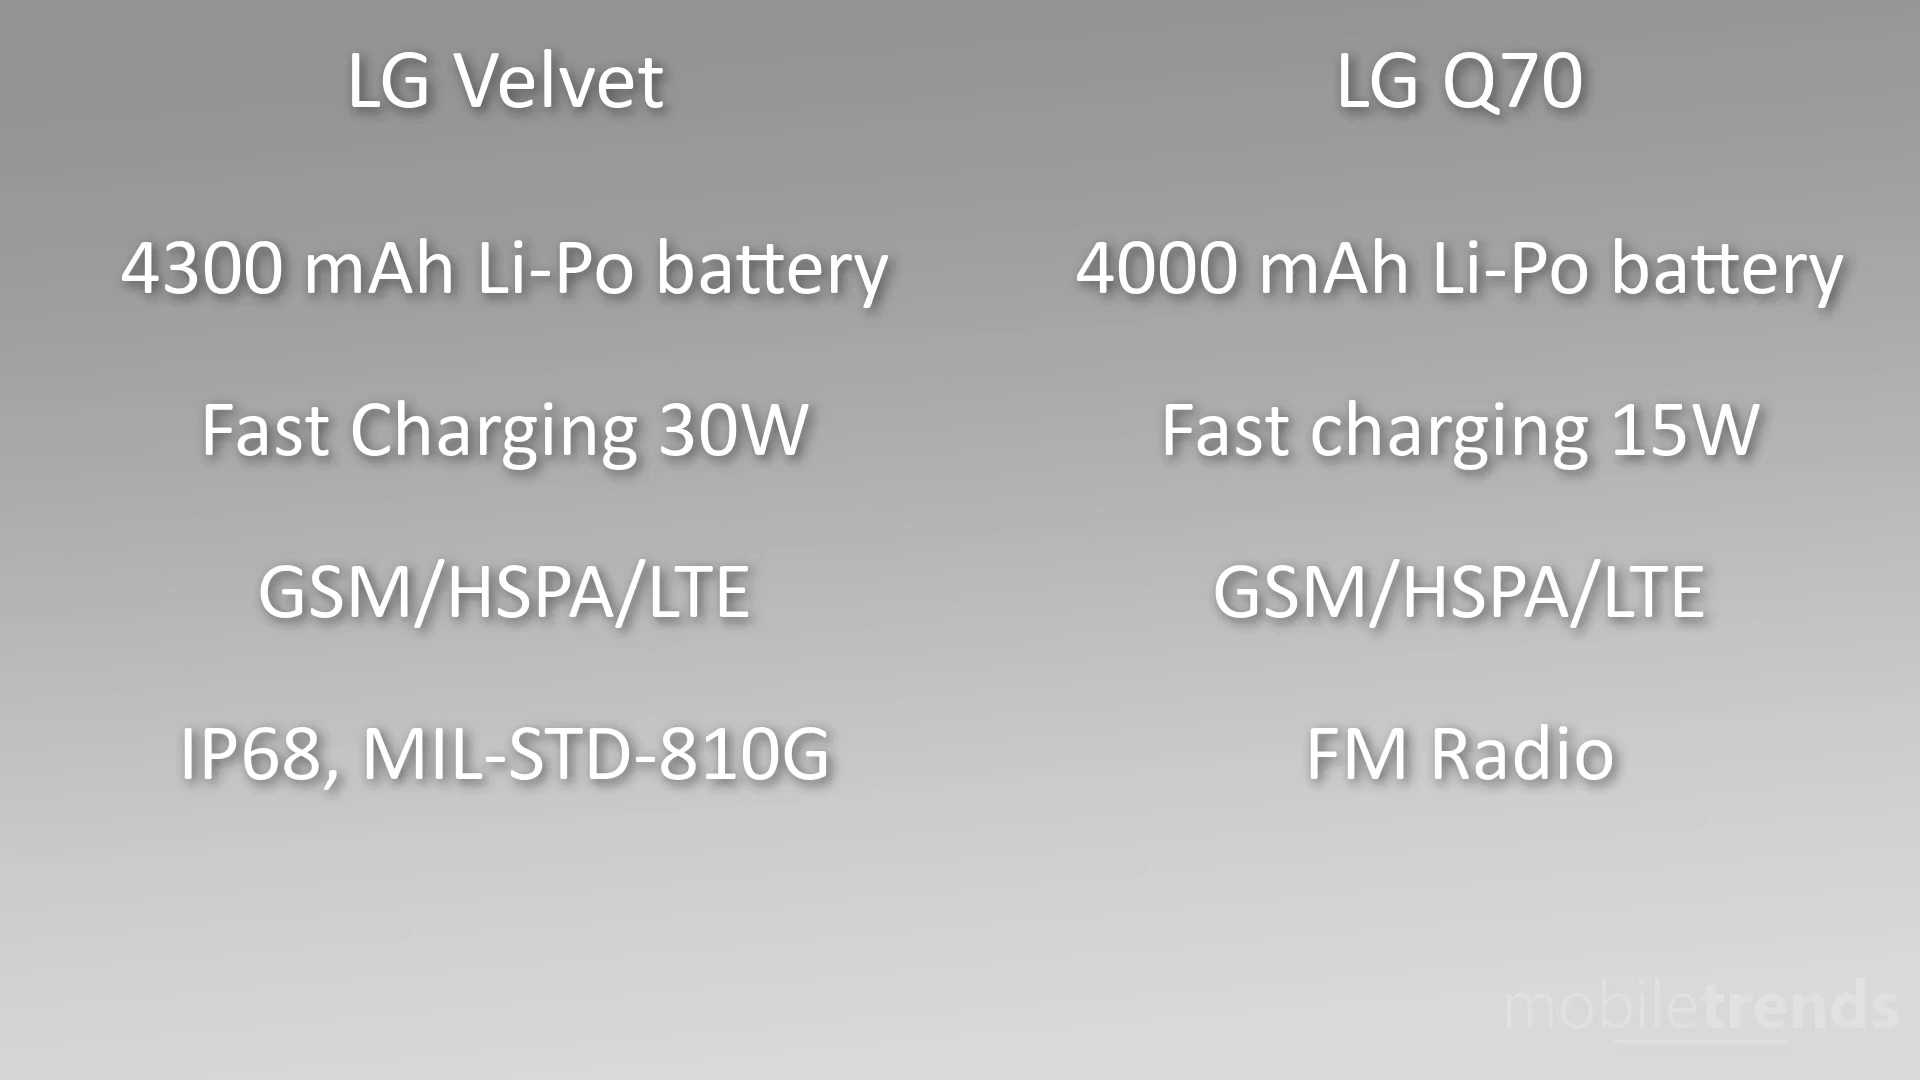 LG Velvet
LG Q70
4300 mAh Li-Po battery
4000 mAh Li-Po battery
Fast Charging 30W
Fast charging 15W
GSM/HSPA/LTE
GSM/HSPA/LTE
IP68, MIL-STD-810G
FM Radio
mobiletrends